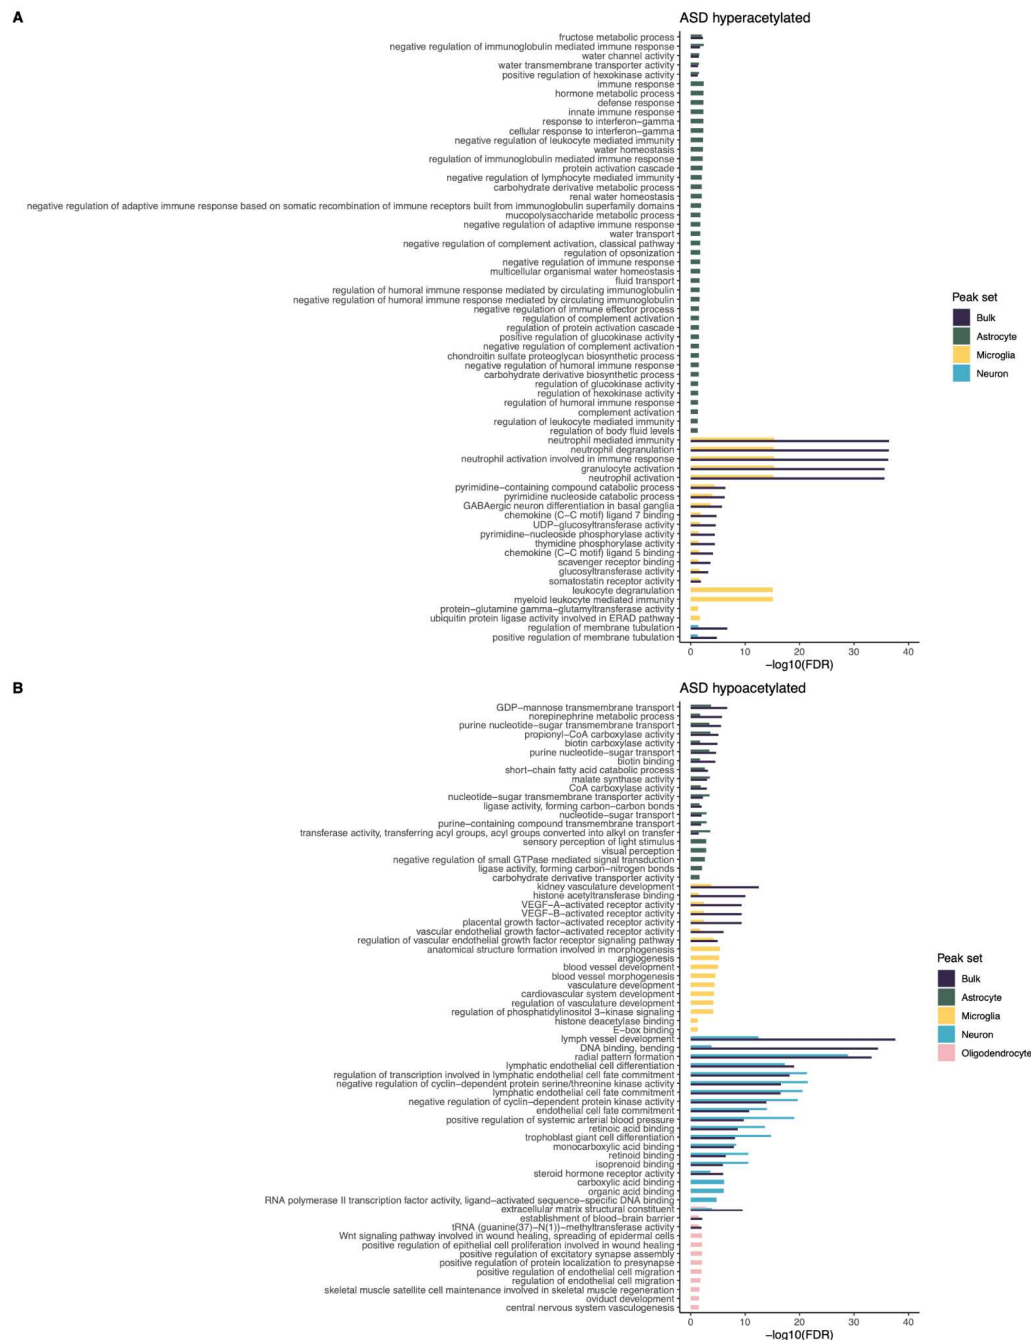 A
ASD hyperacetylated
fructose metabolic process
negative regulation of immunoglobulin mediated immune response
water channel activity
water transmembrane transporter activity
positive regulation of hexokinase activity
immune response
hormone metabolic process
defense response
innate immune response
response to interferon−gamma
cellular response to interferon−gamma
negative regulation of leukocyte mediated immunity
water homeostasis
regulation of immunoglobulin mediated immune response
protein activation cascade
negative regulation of lymphocyte mediated immunity
carbohydrate derivative metabolic process
renal water homeostasis
negative regulation of adaptive immune response based on somatic recombination of immune receptors built from immunoglobulin superfamily domains
mucopolysaccharide metabolic process
negative regulation of adaptive immune response
water transport
negative regulation of complement activation, classical pathway
regulation of opsonization
negative regulation of immune response
multicellular organismal water homeostasis
fluid transport
regulation of humoral immune response mediated by circulating immunoglobulin
negative regulation of humoral immune response mediated by circulating immunoglobulin
negative regulation of immune effector process
regulation of complement activation
regulation of protein activation cascade
positive regulation of glucokinase activity
negative regulation of complement activation
chondroitin sulfate proteoglycan biosynthetic process
negative regulation of humoral immune response
carbohydrate derivative biosynthetic process
regulation of glucokinase activity
regulation of hexokinase activity
regulation of humoral immune response
complement activation
regulation of leukocyte mediated immunity
regulation of body fluid levels
neutrophil mediated immunity
neutrophil degranulation
neutrophil activation involved in immune response
granulocyte activation
neutrophil activation
pyrimidine−containing compound catabolic process
pyrimidine nucleoside catabolic process
GABAergic neuron differentiation in basal ganglia
chemokine (C−C motif) ligand 7 binding
UDP−glucosyltransferase activity
pyrimidine−nucleoside phosphorylase activity
thymidine phosphorylase activity
chemokine (C−C motif) ligand 5 binding
scavenger receptor binding
glucosyltransferase activity
somatostatin receptor activity
leukocyte degranulation
myeloid leukocyte mediated immunity
protein−glutamine gamma−glutamyltransferase activity
ubiquitin protein ligase activity involved in ERAD pathway
regulation of membrane tubulation
positive regulation of membrane tubulation
0 10 20 30 40
−log10(FDR)
Peak set
Bulk
Astrocyte
Microglia
Neuron
B
ASD hypoacetylated
GDP−mannose transmembrane transport
norepinephrine metabolic process
purine nucleotide−sugar transmembrane transport
propionyl−CoA carboxylase activity
biotin carboxylase activity
purine nucleotide−sugar transport
biotin binding
short−chain fatty acid catabolic process
malate synthase activity
CoA carboxylase activity
nucleotide−sugar transmembrane transporter activity
ligase activity, forming carbon−carbon bonds
nucleotide−sugar transport
purine−containing compound transmembrane transport
transferase activity, transferring acyl groups, acyl groups converted into alkyl on transfer
sensory perception of light stimulus
visual perception
negative regulation of small GTPase mediated signal transduction
ligase activity, forming carbon−nitrogen bonds
carbohydrate derivative transporter activity
kidney vasculature development
histone acetyltransferase binding
VEGF−A−activated receptor activity
VEGF−B−activated receptor activity
placental growth factor−activated receptor activity
vascular endothelial growth factor−activated receptor activity
regulation of vascular endothelial growth factor receptor signaling pathway
anatomical structure formation involved in morphogenesis
angiogenesis
blood vessel development
blood vessel morphogenesis
vasculature development
cardiovascular system development
regulation of vasculature development
regulation of phosphatidylinositol 3−kinase signaling
histone deacetylase binding
E−box binding
lymph vessel development
DNA binding, bending
radial pattern formation
lymphatic endothelial cell differentiation
regulation of transcription involved in lymphatic endothelial cell fate commitment
negative regulation of cyclin−dependent protein serine/threonine kinase activity
lymphatic endothelial cell fate commitment
negative regulation of cyclin−dependent protein kinase activity
endothelial cell fate commitment
positive regulation of systemic arterial blood pressure
retinoic acid binding
trophoblast giant cell differentiation
monocarboxylic acid binding
retinoid binding
isoprenoid binding
steroid hormone receptor activity
carboxylic acid binding
organic acid binding
RNA polymerase II transcription factor activity, ligand−activated sequence−specific DNA binding
extracellular matrix structural constituent
establishment of blood−brain barrier
tRNA (guanine(37)−N(1))−methyltransferase activity
Wnt signaling pathway involved in wound healing, spreading of epidermal cells
positive regulation of epithelial cell proliferation involved in wound healing
positive regulation of excitatory synapse assembly
positive regulation of protein localization to presynapse
positive regulation of endothelial cell migration
regulation of endothelial cell migration
skeletal muscle satellite cell maintenance involved in skeletal muscle regeneration
oviduct development
central nervous system vasculogenesis
0 10 20 30 40
−log10(FDR)
Peak set
Bulk
Astrocyte
Microglia
Neuron
Oligodendrocyte